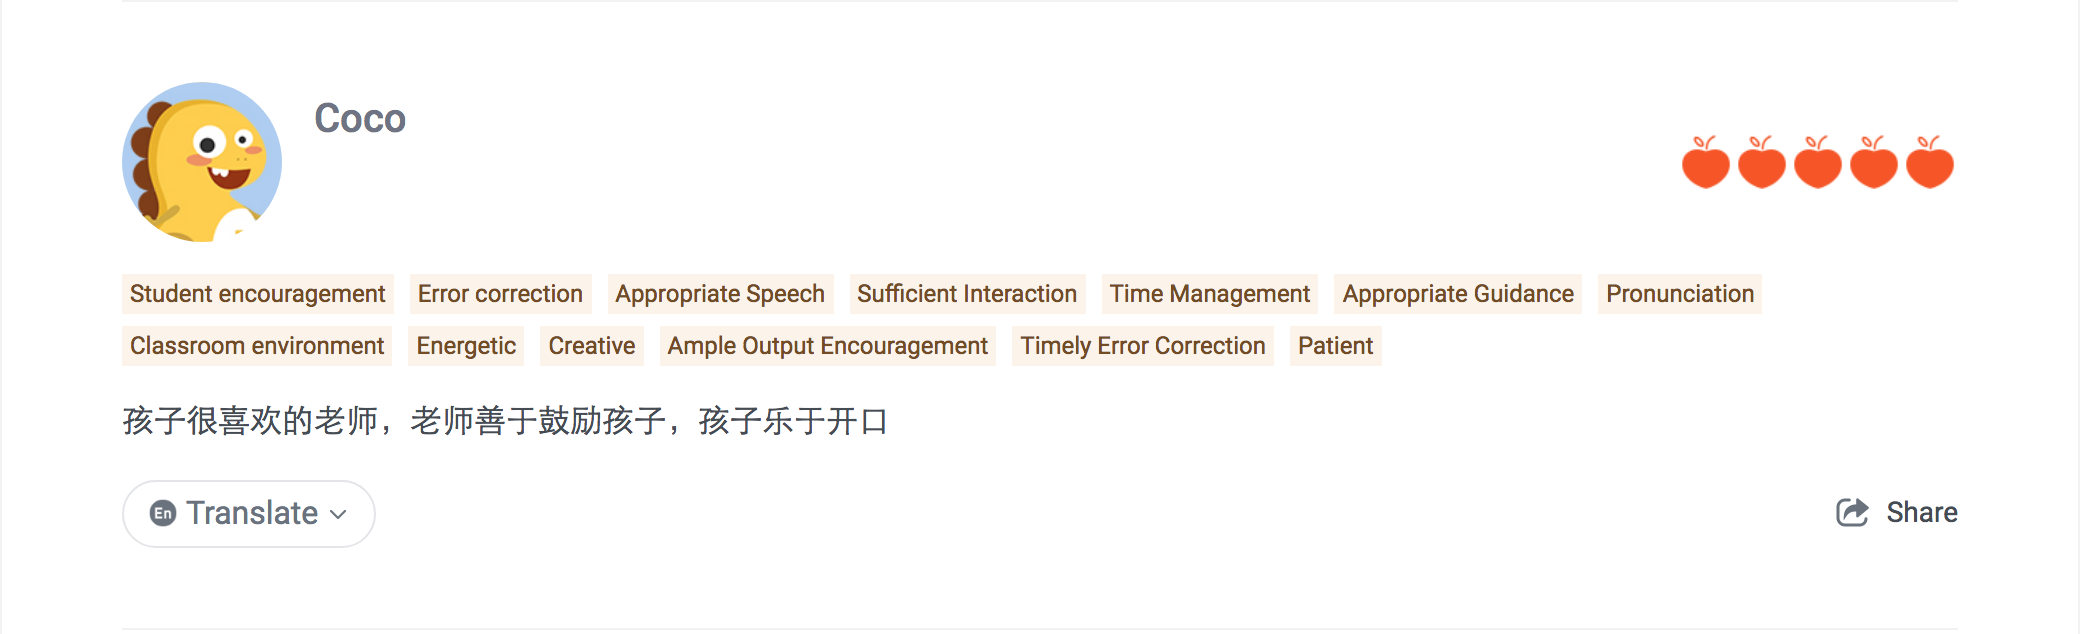 Coco
Student encouragement Error correction Appropriate Speech Sufficient Interaction Time Management Appropriate Guidance Pronunciation
Classroom environment Energetic Creative Ample Output Encouragement Timely Error Correction Patient
孩子很喜欢的老师，老师善于鼓励孩子，孩子乐于开口
En Translate
Share